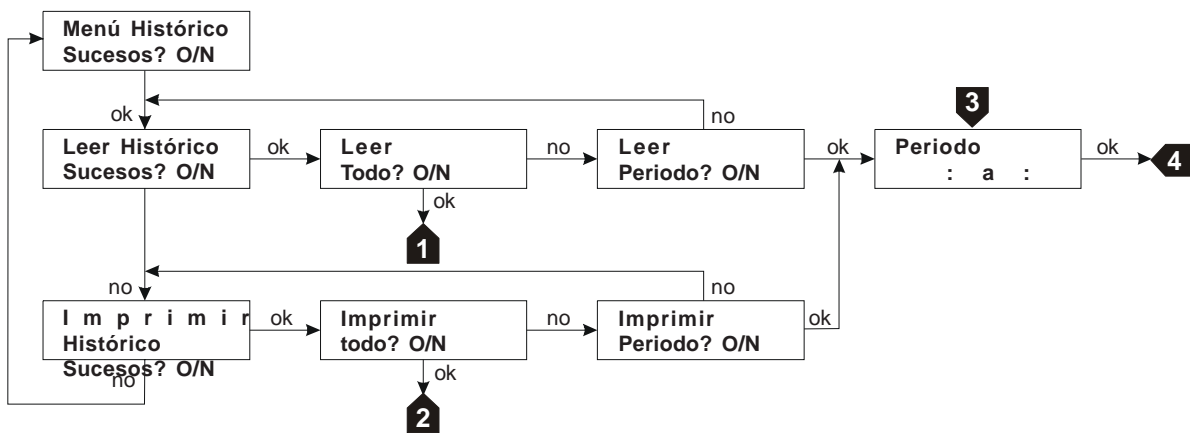 Menú Histórico
Sucesos? O/N
ok
no
3
Leer Histórico
Sucesos? O/N
ok
Leer
Todo? O/N
no
Leer
Periodo? O/N
ok
Periodo
: a :
ok
4
ok
1
no
no
Imprimir
Histórico
Sucesos? O/N
ok
Imprimir
todo? O/N
no
Imprimir
Periodo? O/N
ok
no
ok
2